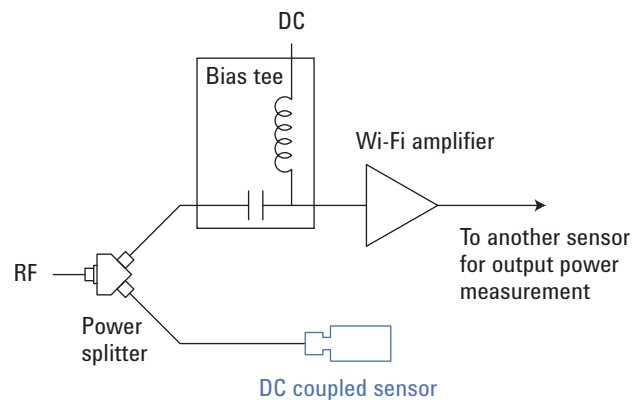 DC
Bias tee
Wi-Fi amplifier
To another sensor
for output power
measurement
RF
Power
splitter
DC coupled sensor